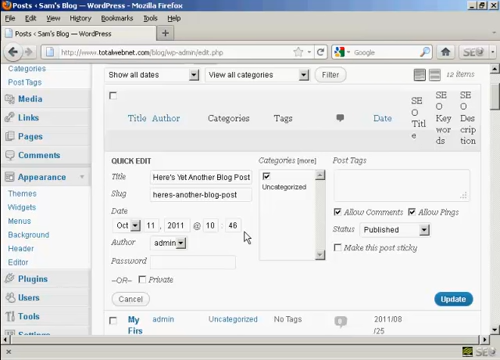 Posts ‹ Sam's Blog — WordPress - Mozilla Firefox
File Edit View History Bookmarks Tools Help
Posts ‹ Sam's Blog — WordPress
http://www.totalwebnet.com/blog/wp-admin/edit.php
Google
Categories
Post Tags
Media
Links
Pages
Comments
Appearance
Themes
Widgets
Menus
Background
Header
Editor
Plugins
Users
Tools
Settings
Show all dates View all categories Filter 12 items
Title Author Categories Tags Date SEO Title SEO Keywords SEO Description
QUICK EDIT
Title Here's Yet Another Blog Post
Slug heres-another-blog-post
Date
Oct 11 , 2011 @ 10 : 46
Author admin
Password
–OR– Private
Categories [more]
Uncategorized
Post Tags
Allow Comments Allow Pings
Status Published
Make this post sticky
Cancel Update
My Firs admin Uncategorized No Tags 0 2011/08/25